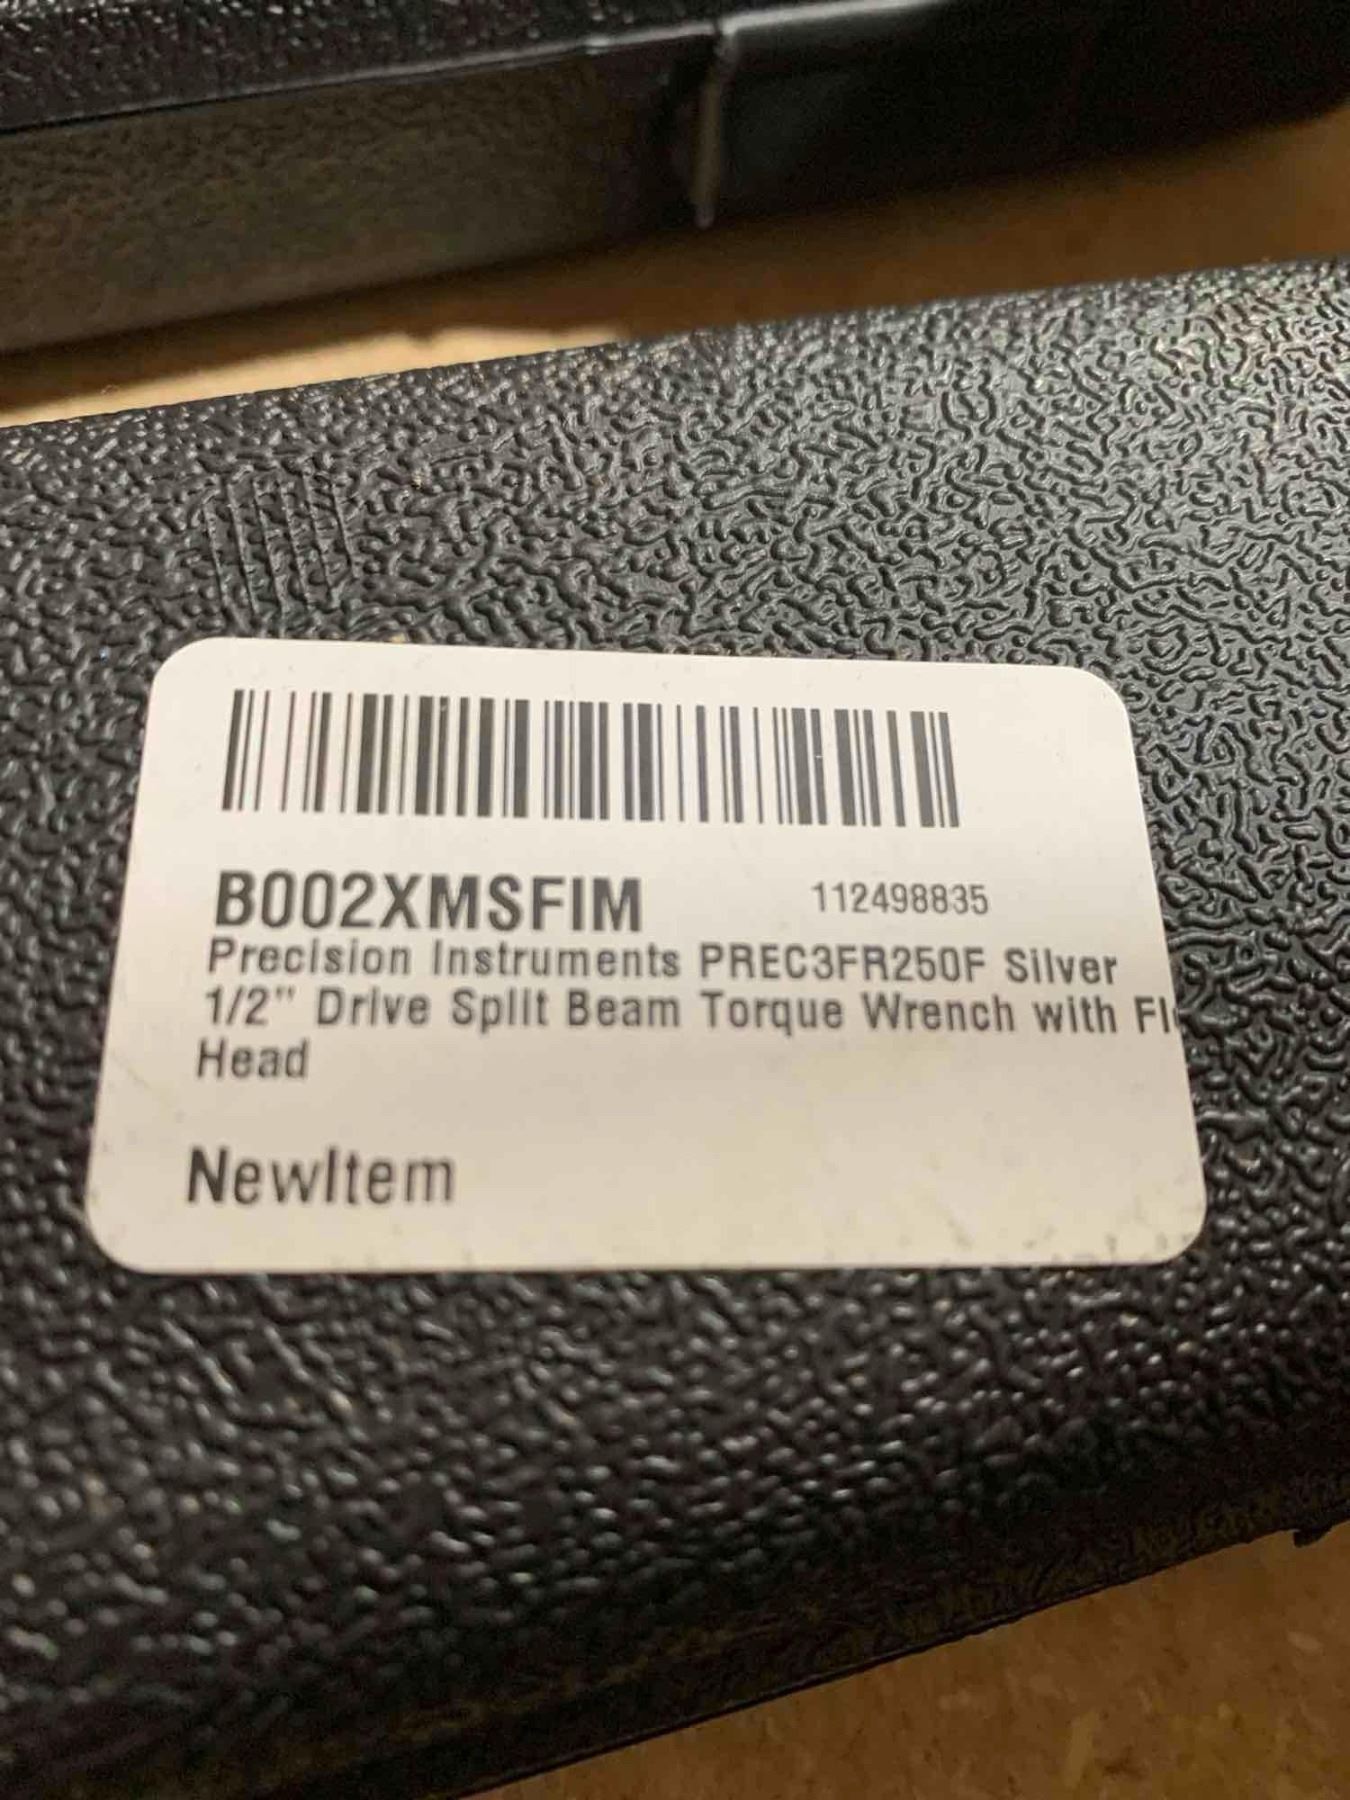 B002XMSFIM 112498835
Precision Instruments PREC3FR250F Silver
1/2" Drive Split Beam Torque Wrench with
Head
NewItem